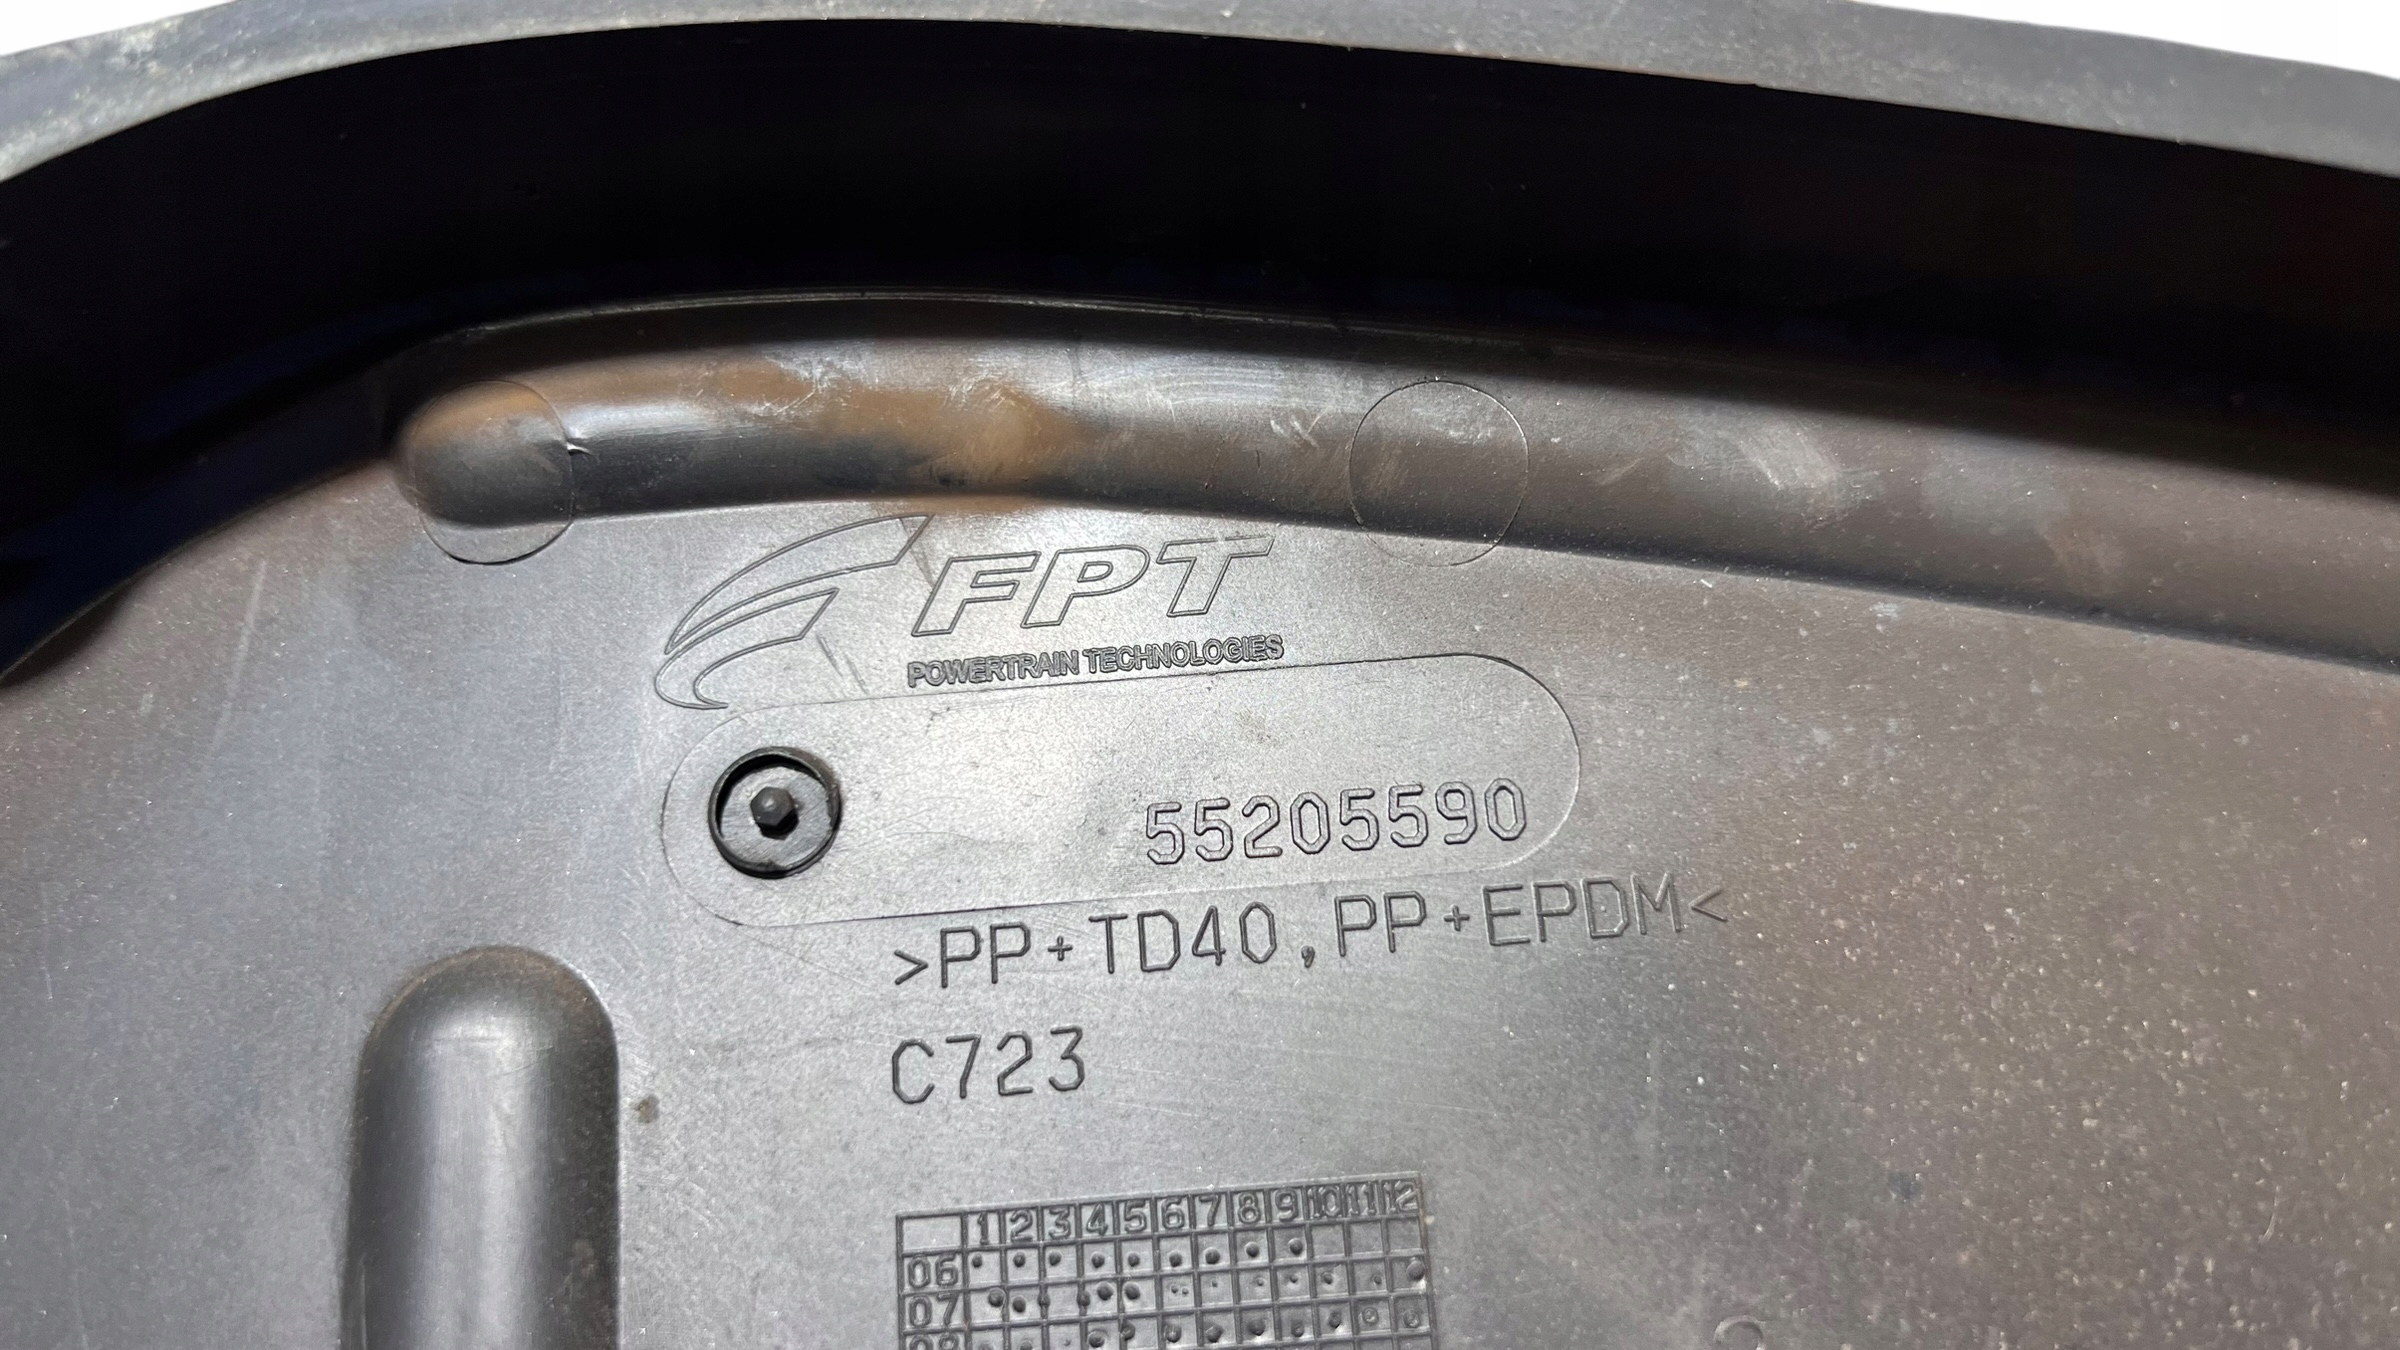 FPT
POWERTRAIN TECHNOLOGIES
55205590
>PP+TD40,PP+EPDM<
C723
1 2 3 4 5 6 7 8 9 10 11 12
06
07
08